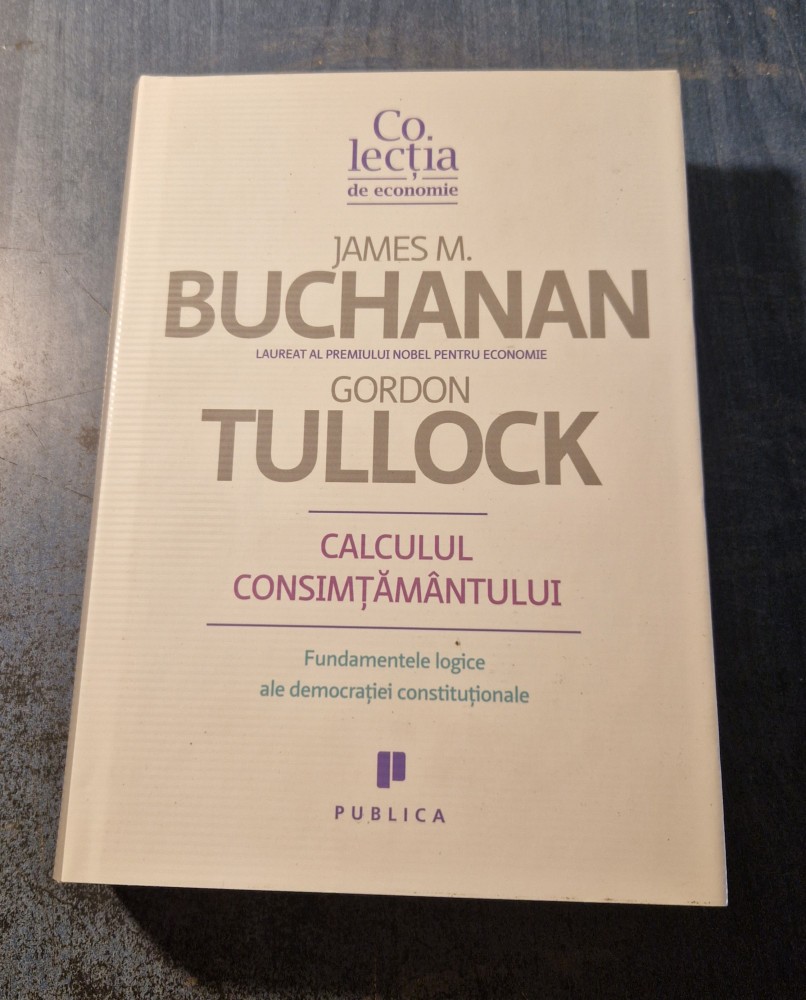 Co.
lecția
de economie
JAMES M.
BUCHANAN
LAUREAT AL PREMIULUI NOBEL PENTRU ECONOMIE
GORDON
TULLOCK
CALCULUL
CONSIMȚĂMÂNTULUI
Fundamentele logice
ale democrației constituționale
PUBLICA